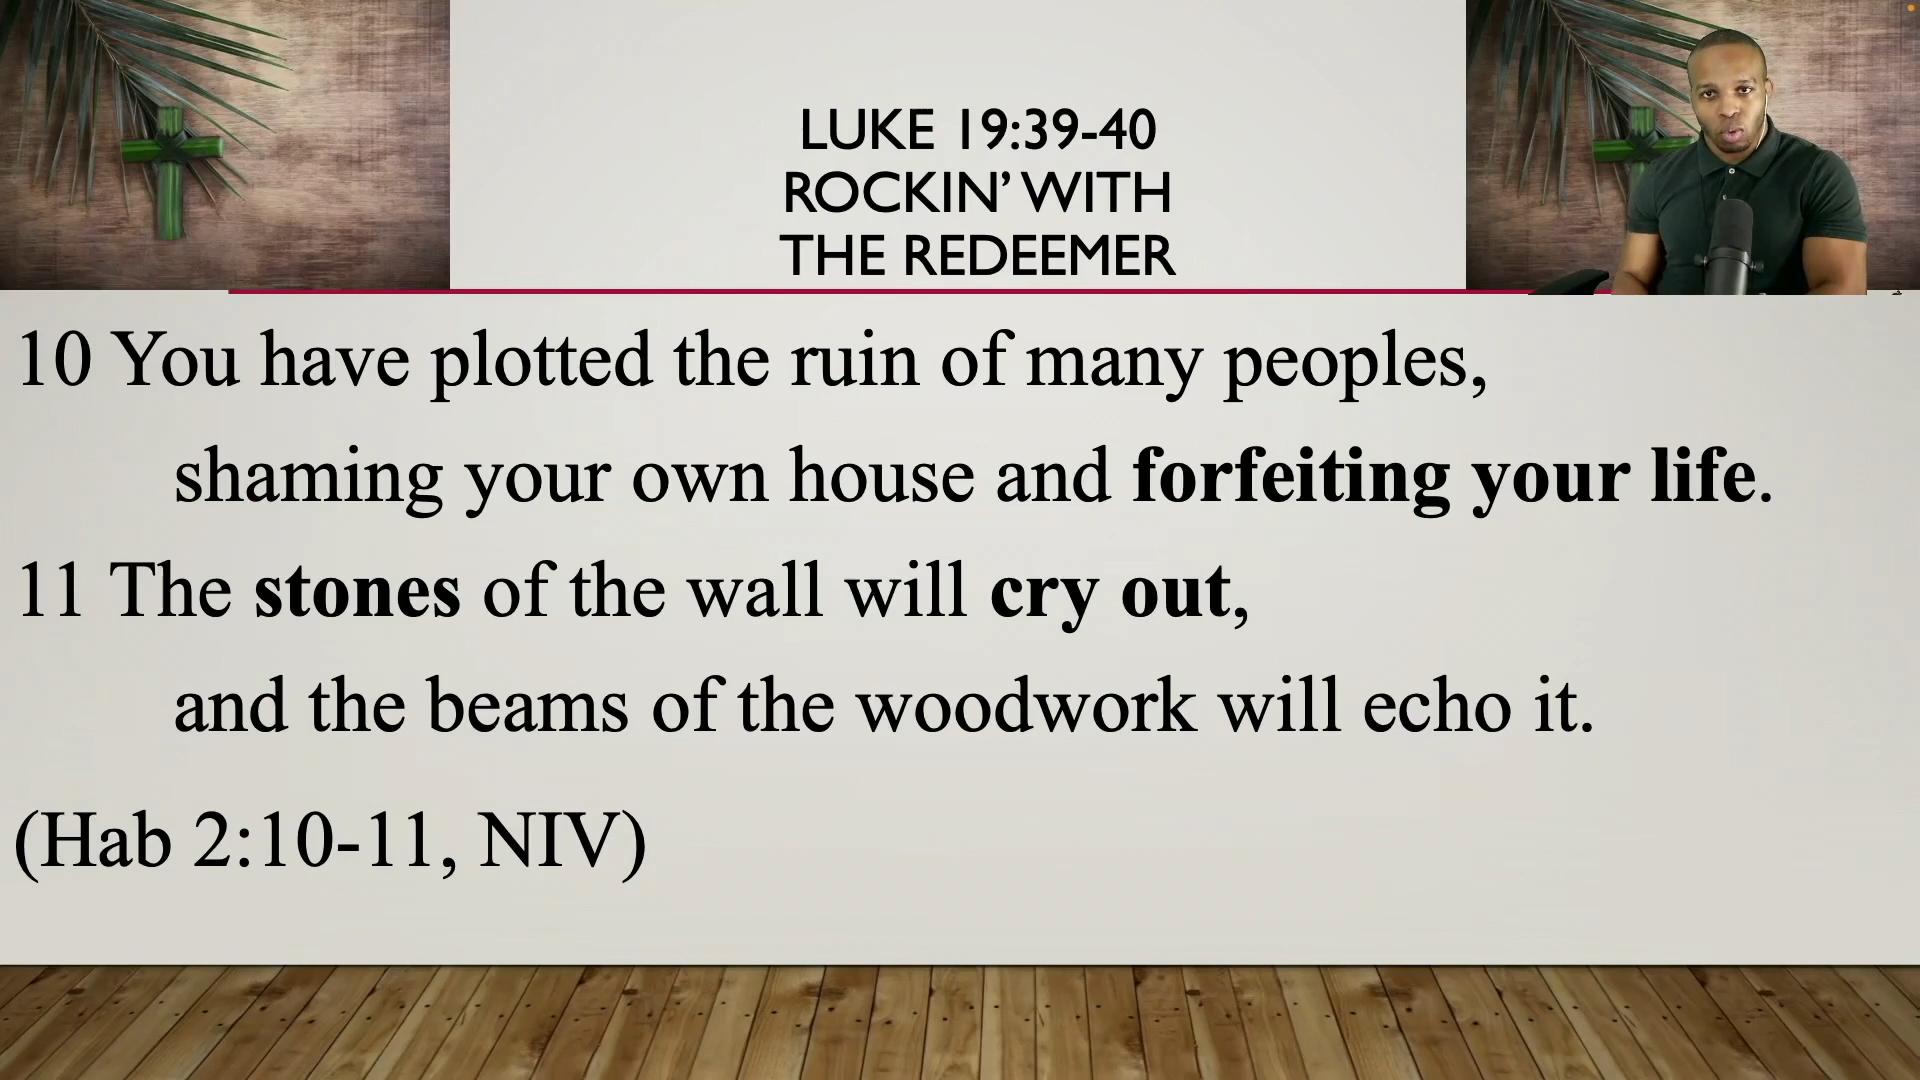 LUKE 19:39-40
ROCKIN’ WITH
THE REDEEMER
10 You have plotted the ruin of many peoples,
shaming your own house and forfeiting your life.
11 The stones of the wall will cry out,
and the beams of the woodwork will echo it.
(Hab 2:10-11, NIV)